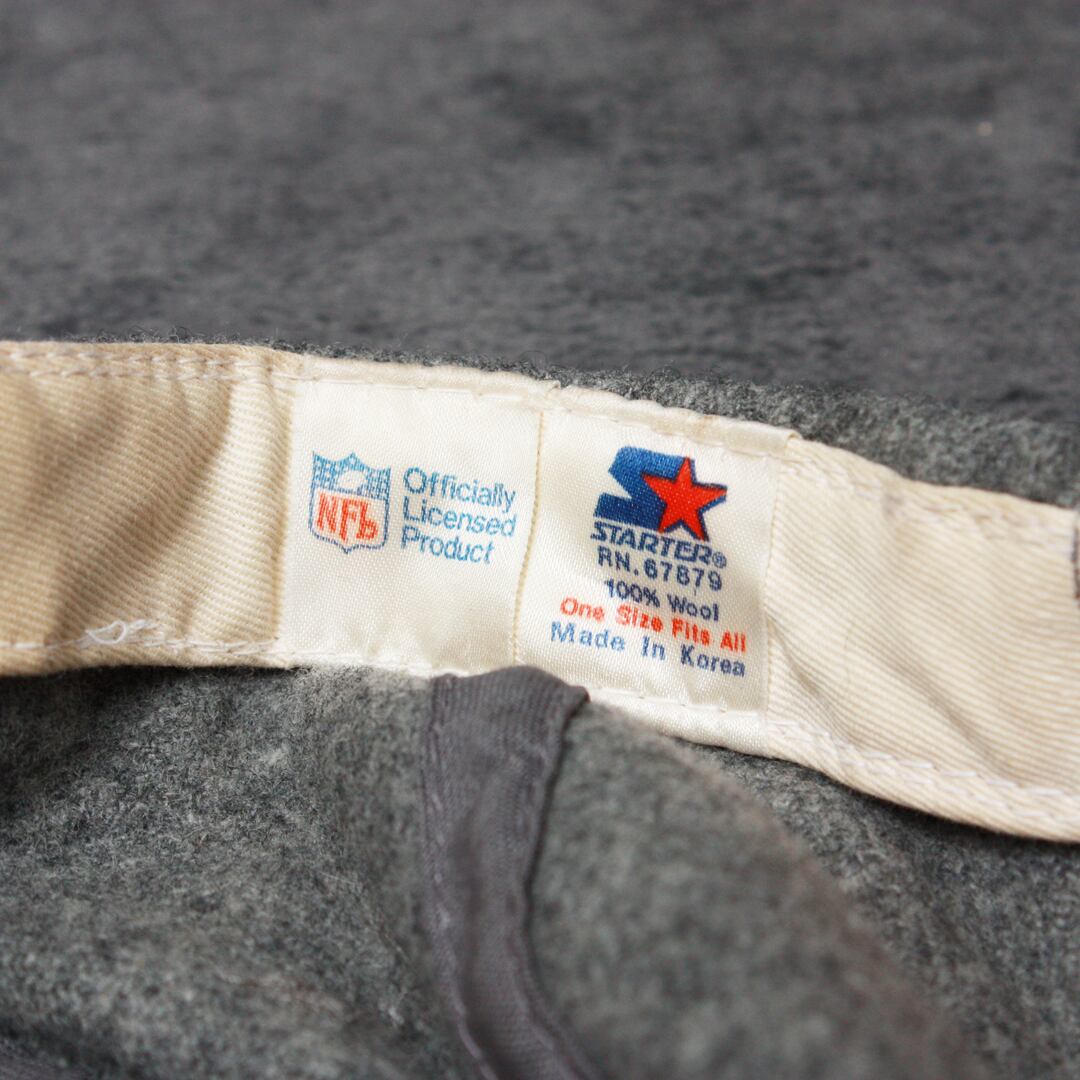 NFL
Officially
Licensed
Product
STARTER®
RN. 67879
100% Wool
One Size Fits All
Made In Korea